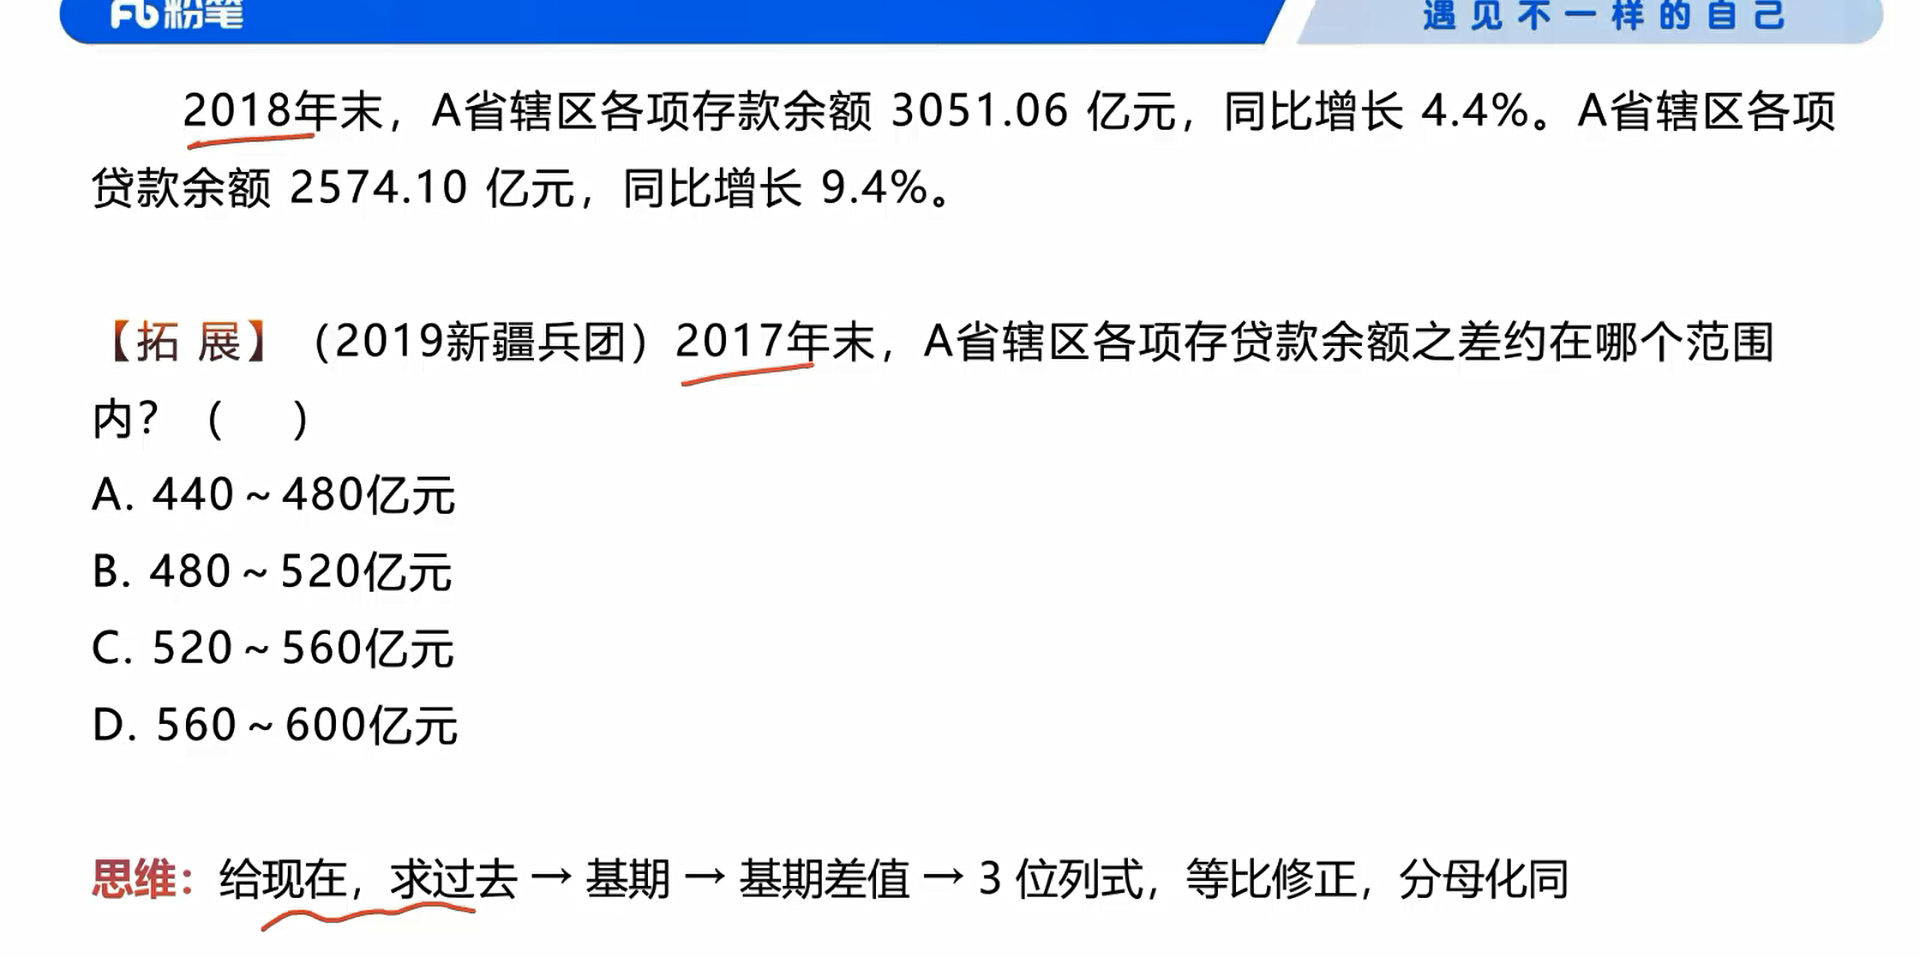 粉笔
遇见不一样的自己
2018年末，A省辖区各项存款余额 3051.06 亿元，同比增长 4.4%。A省辖区各项
贷款余额 2574.10 亿元，同比增长 9.4%。
【拓 展】（2019新疆兵团）2017年末，A省辖区各项存贷款余额之差约在哪个范围
内？（ ）
A. 440～480亿元
B. 480～520亿元
C. 520～560亿元
D. 560～600亿元
思维：给现在，求过去→基期→基期差值→3 位列式，等比修正，分母化同